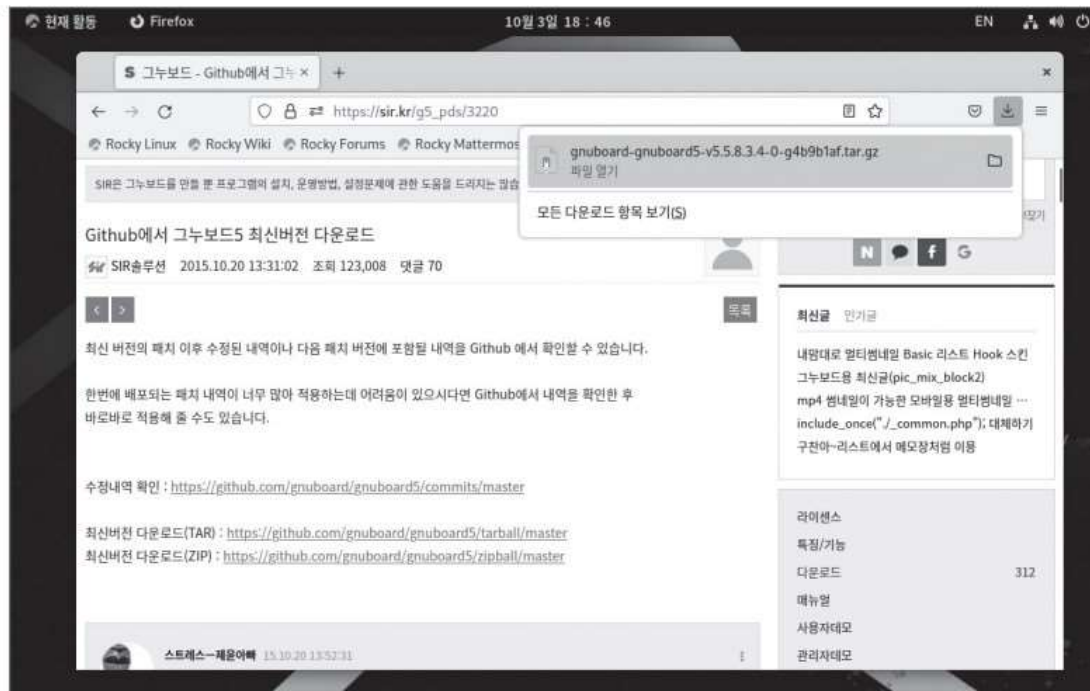 현재 활동 Firefox 10월 3일 18 : 46 EN
그누보드 - Github에서 그누 × + ×
https://sir.kr/g5_pds/3220
Rocky Linux Rocky Wiki Rocky Forums Rocky Mattermos
gnuboard-gnuboard5-v5.5.8.3.4-0-g4b9b1af.tar.gz
파일 열기
모든 다운로드 항목 보기(S)
SIR은 그누보드를 만들 뿐 프로그램의 설치, 운영방법, 설정문제에 관한 도움을 드리지는 않습
Github에서 그누보드5 최신버전 다운로드
Sir SIR솔루션 2015.10.20 13:31:02 조회 123,008 댓글 70
N f G
< > 목록
최신 버전의 패치 이후 수정된 내역이나 다음 패치 버전에 포함될 내역을 Github 에서 확인할 수 있습니다.
한번에 배포되는 패치 내역이 너무 많아 적용하는데 어려움이 있으시다면 Github에서 내역을 확인한 후
바로바로 적용해 줄 수도 있습니다.
수정내역 확인 : https://github.com/gnuboard/gnuboard5/commits/master
최신버전 다운로드(TAR) : https://github.com/gnuboard/gnuboard5/tarball/master
최신버전 다운로드(ZIP) : https://github.com/gnuboard/gnuboard5/zipball/master
스트레스—제윤아빠 15.10.20 13:52:31
최신글 인기글
내맘대로 멀티썸네일 Basic 리스트 Hook 스킨
그누보드용 최신글(pic_mix_block2)
mp4 썸네일이 가능한 모바일용 멀티썸네일 …
include_once("./_common.php"); 대체하기
구찬아~리스트에서 메모장처럼 이용
라이센스
특징/기능
다운로드 312
매뉴얼
사용자데모
관리자데모